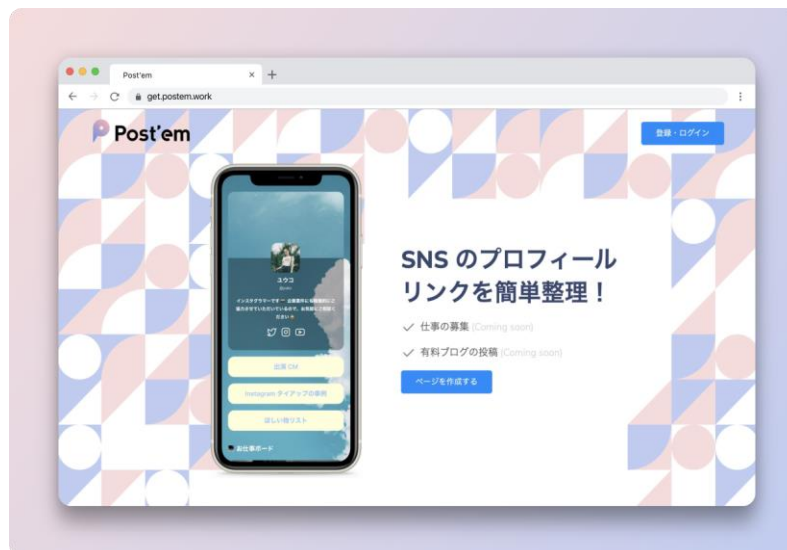 Post'em
get.postem.work
Post'em
登録・ログイン
ユウコ
ださい
出演 CM
Instagram タイアップの事例
ほしい物リスト
お仕事ボード
SNS のプロフィール
リンクを簡単整理！
仕事の募集 (Coming soon)
有料ブログの投稿 (Coming soon)
ページを作成する